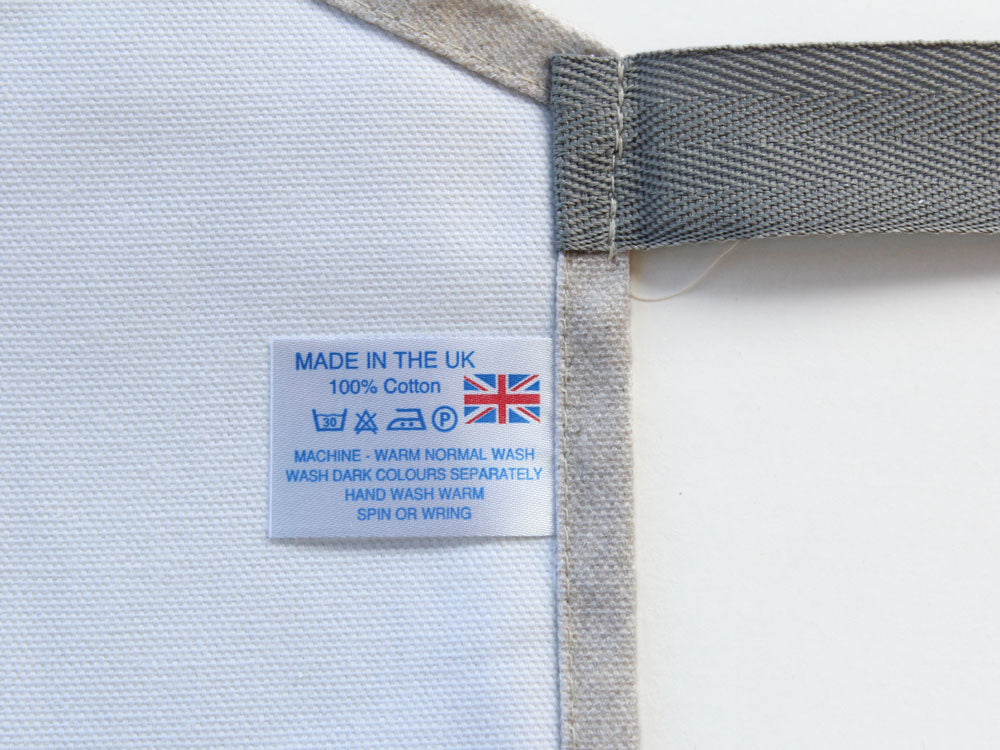 MADE IN THE UK
100% Cotton
30 P
MACHINE - WARM NORMAL WASH
WASH DARK COLOURS SEPARATELY
HAND WASH WARM
SPIN OR WRING